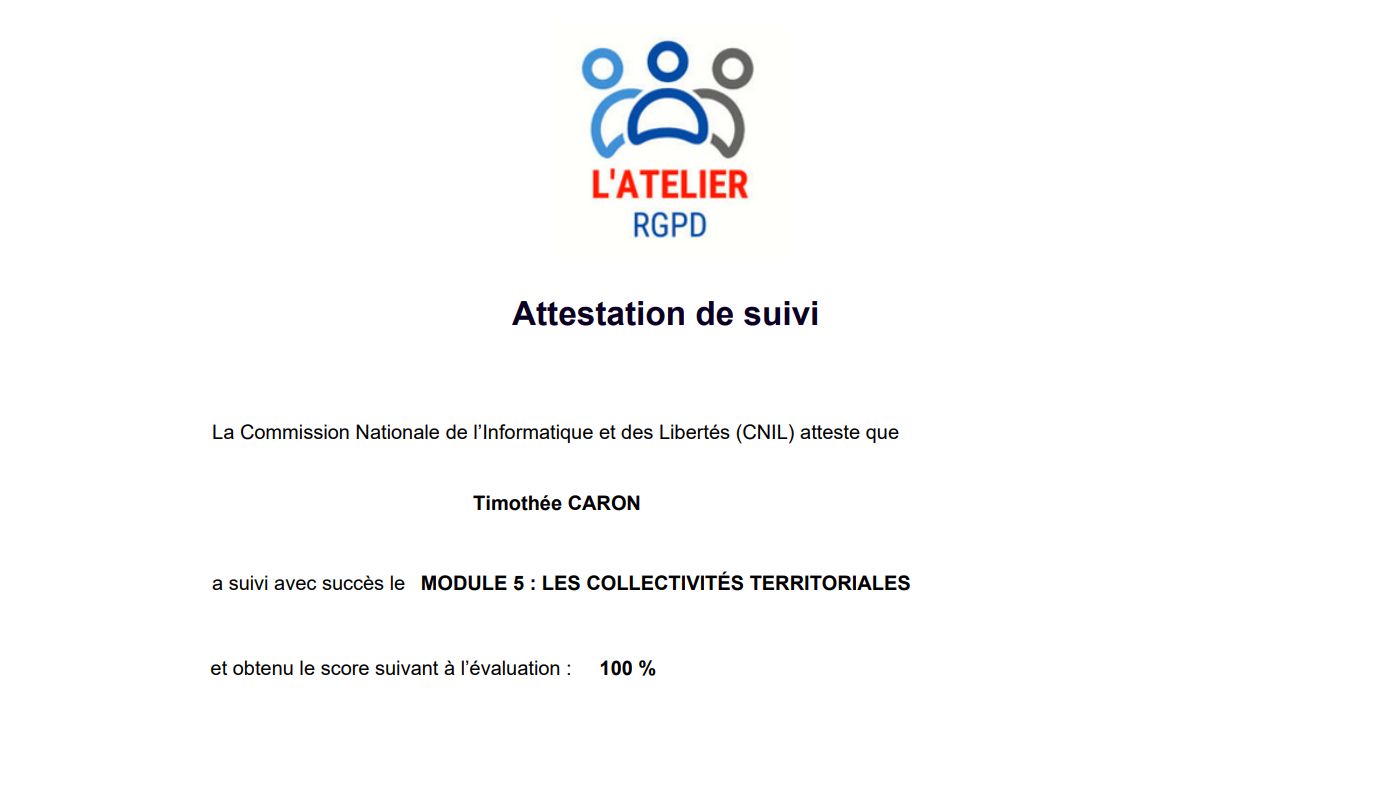 L'ATELIER
RGPD
Attestation de suivi
La Commission Nationale de l’Informatique et des Libertés (CNIL) atteste que
Timothée CARON
a suivi avec succès le MODULE 5 : LES COLLECTIVITÉS TERRITORIALES
et obtenu le score suivant à l’évaluation : 100 %